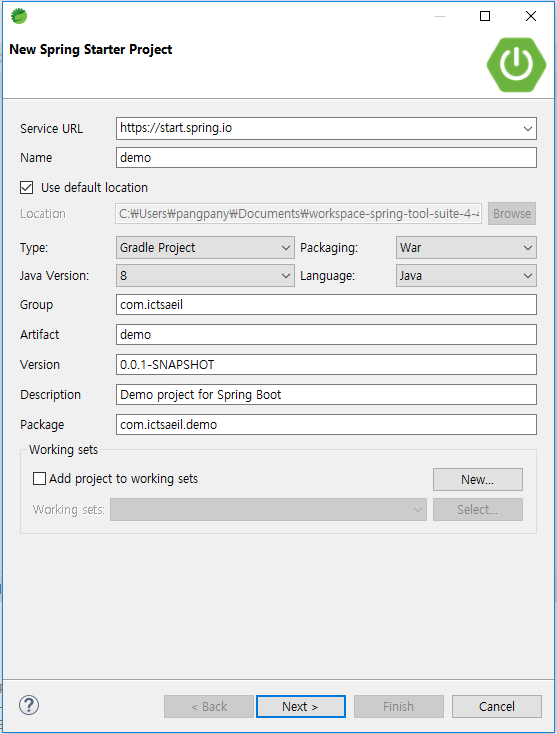 New Spring Starter Project
Service URL https://start.spring.io
Name demo
Use default location
Location C:₩Users₩pangpany₩Documents₩workspace-spring-tool-suite-4-4 Browse
Type: Gradle Project Packaging: War
Java Version: 8 Language: Java
Group com.ictsaeil
Artifact demo
Version 0.0.1-SNAPSHOT
Description Demo project for Spring Boot
Package com.ictsaeil.demo
Working sets
Add project to working sets New...
Working sets: Select...
? < Back Next > Finish Cancel